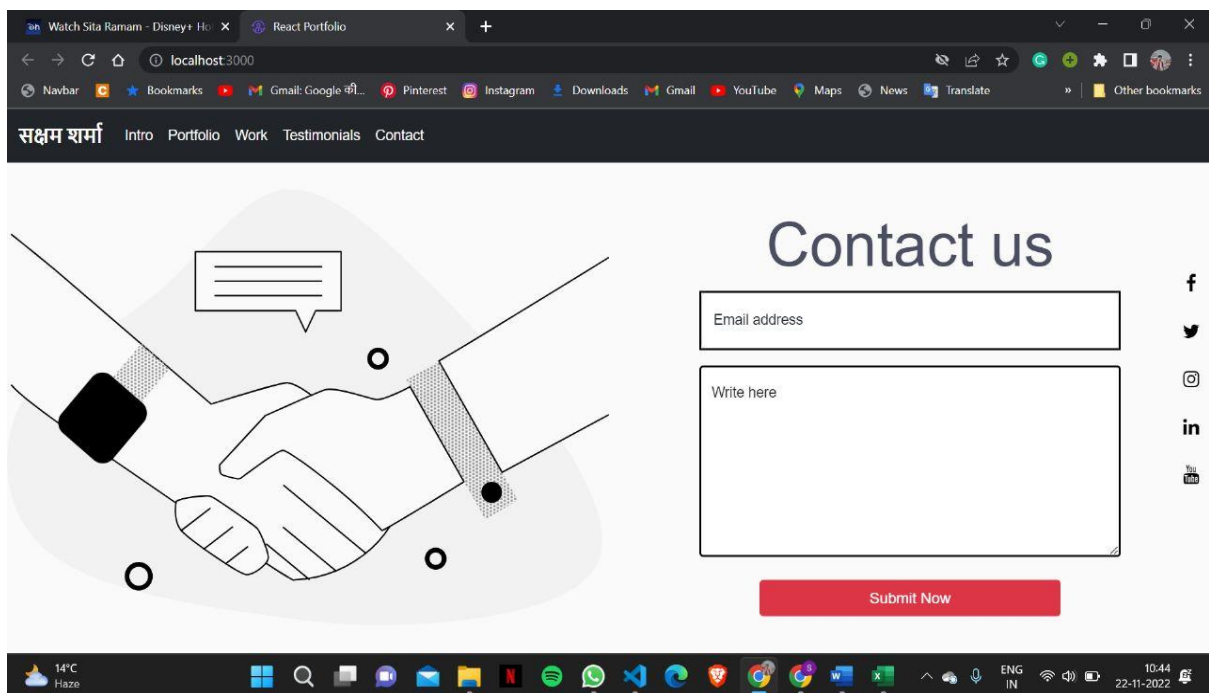 Watch Sita Ramam - Disney+ Ho
React Portfolio
localhost:3000
Navbar Bookmarks Gmail: Google की... Pinterest Instagram Downloads Gmail YouTube Maps News Translate » Other bookmarks
सक्षम शर्मा Intro Portfolio Work Testimonials Contact
Contact us
Email address
Write here
You
Tube
Submit Now
14°C
Haze
ENG
IN
10:44
22-11-2022